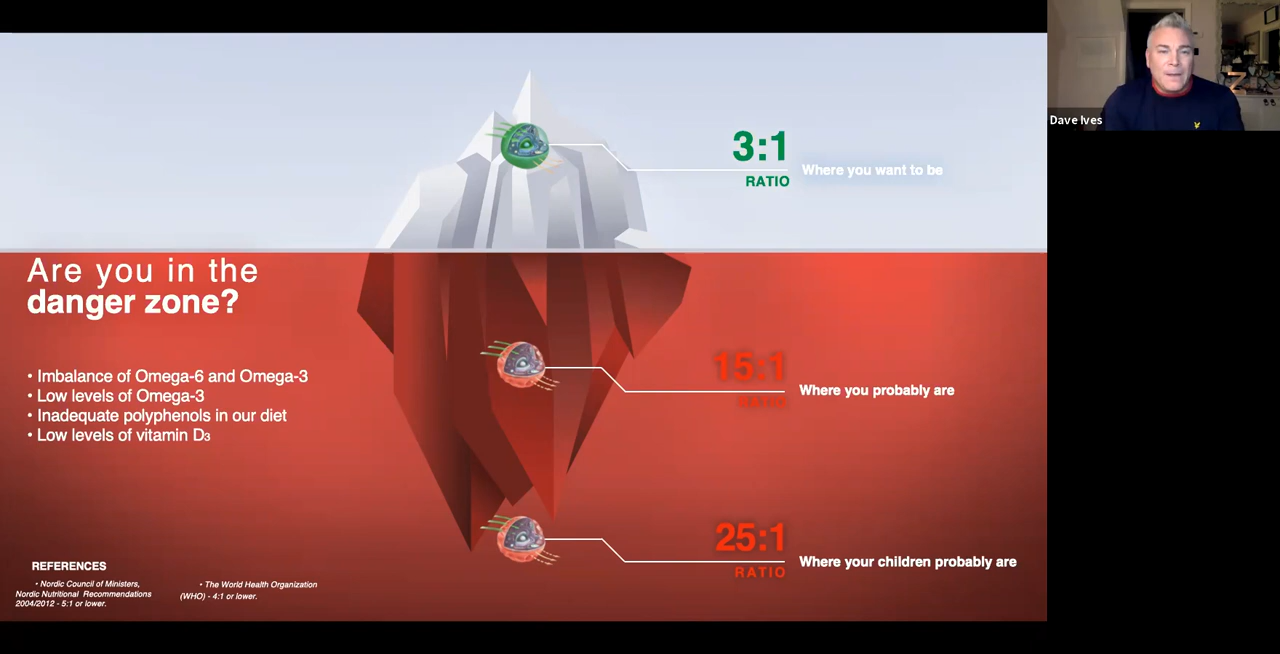 3:1
RATIO
Where you want to be
Dave Ives
Are you in the
danger zone?
• Imbalance of Omega-6 and Omega-3
• Low levels of Omega-3
• Inadequate polyphenols in our diet
• Low levels of vitamin D₃
15:1
RATIO
Where you probably are
25:1
RATIO
Where your children probably are
REFERENCES
• Nordic Council of Ministers,
Nordic Nutritional Recommendations
2004/2012 - 5:1 or lower.
• The World Health Organization
(WHO) - 4:1 or lower.